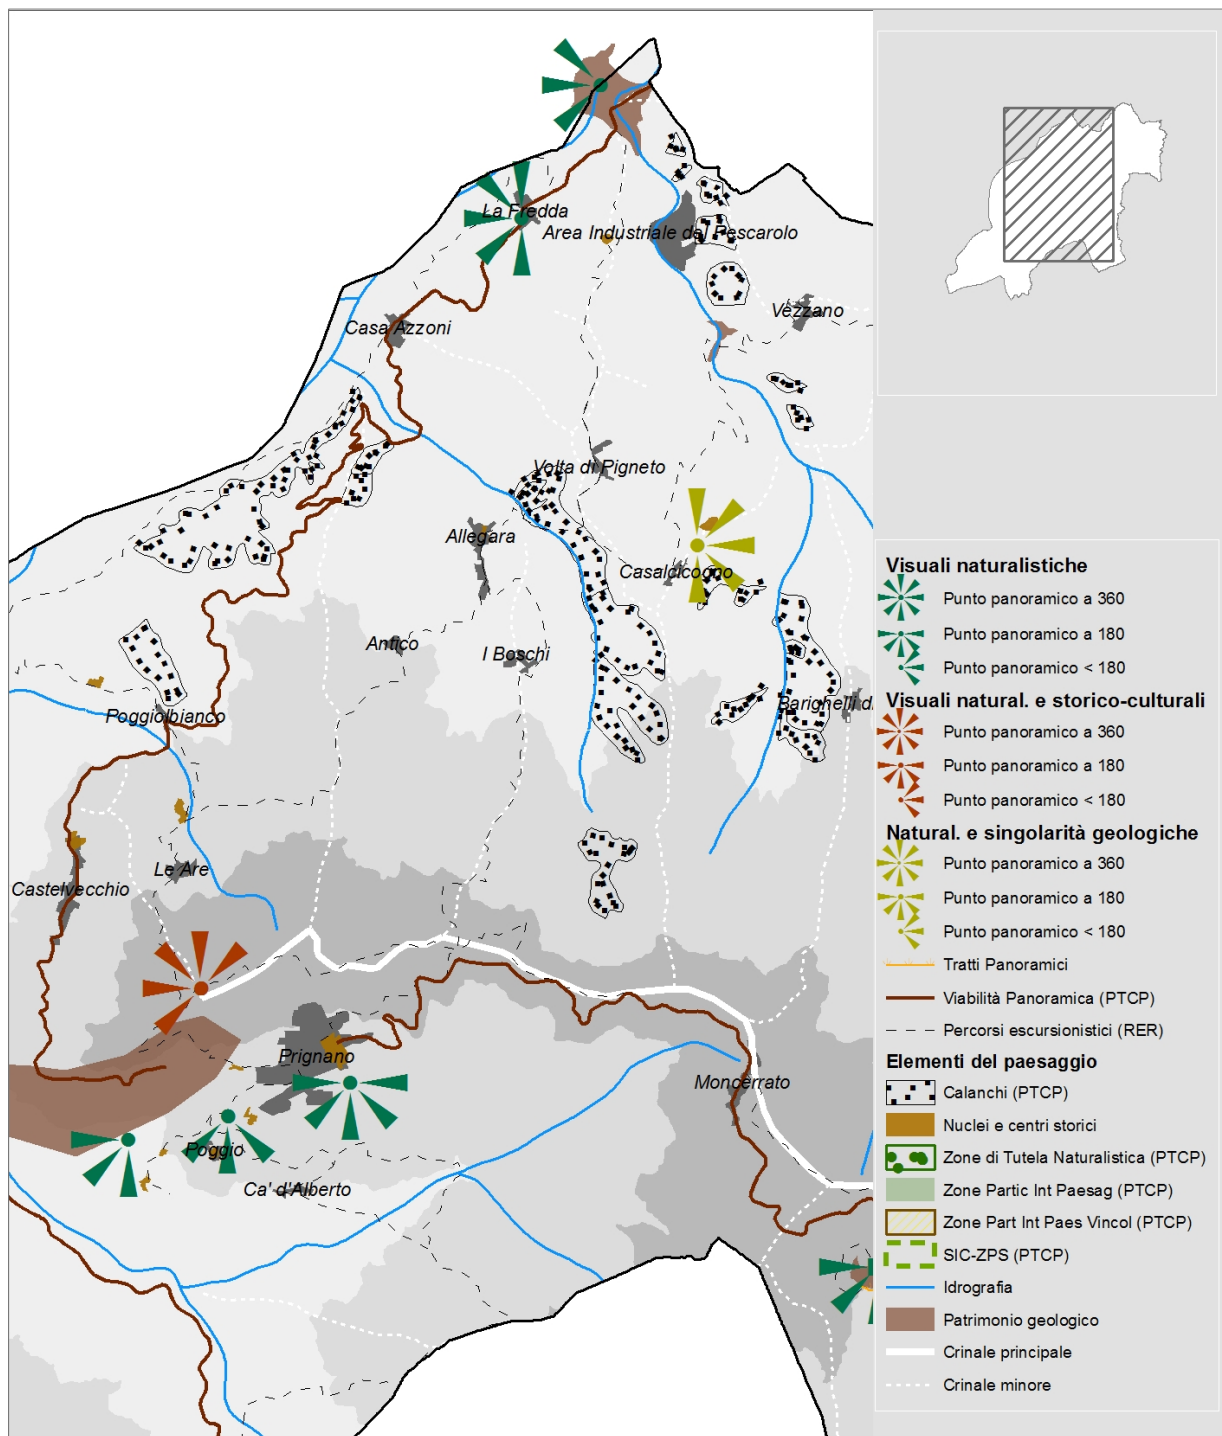 La Fredda
Area Industriale del Pescarolo
Vezzano
Casa Azzoni
Volta di Pigneto
Allegara
Casalcicogno
Antico
I Boschi
Poggiolbianco
Barighelli d
Le Are
Castelvecchio
Prignano
Moncerrato
Poggio
Ca' d'Alberto
Visuali naturalistiche
Punto panoramico a 360
Punto panoramico a 180
Punto panoramico < 180
Visuali natural. e storico-culturali
Punto panoramico a 360
Punto panoramico a 180
Punto panoramico < 180
Natural. e singolarità geologiche
Punto panoramico a 360
Punto panoramico a 180
Punto panoramico < 180
Tratti Panoramici
Viabilità Panoramica (PTCP)
Percorsi escursionistici (RER)
Elementi del paesaggio
Calanchi (PTCP)
Nuclei e centri storici
Zone di Tutela Naturalistica (PTCP)
Zone Partic Int Paesag (PTCP)
Zone Part Int Paes Vincol (PTCP)
SIC-ZPS (PTCP)
Idrografia
Patrimonio geologico
Crinale principale
Crinale minore